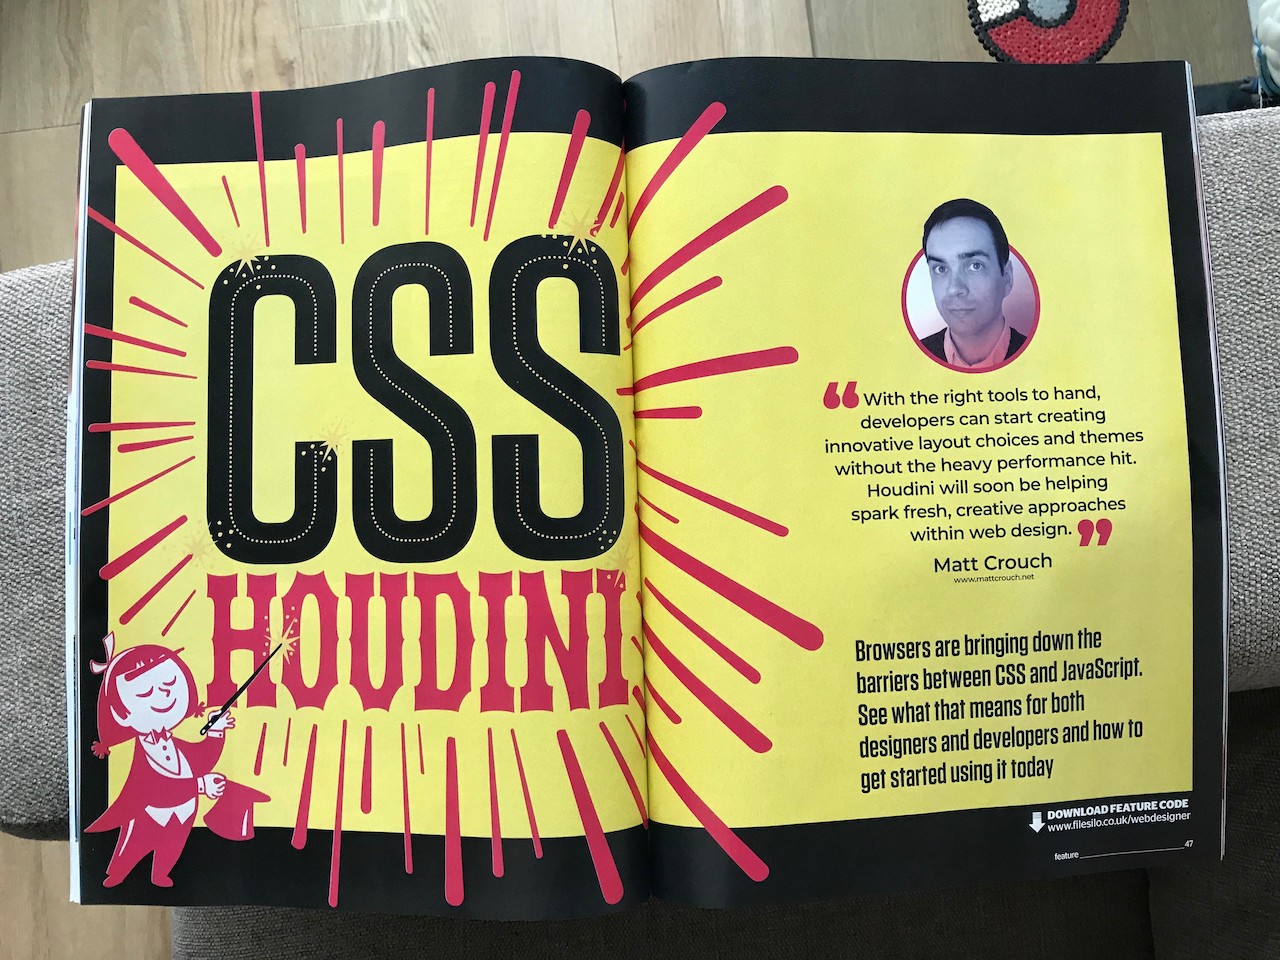 CSS
HOUDINI
“With the right tools to hand,
developers can start creating
innovative layout choices and themes
without the heavy performance hit.
Houdini will soon be helping
spark fresh, creative approaches
within web design.”
Matt Crouch
www.mattcrouch.net
Browsers are bringing down the
barriers between CSS and JavaScript.
See what that means for both
designers and developers and how to
get started using it today
DOWNLOAD FEATURE CODE
www.filesilo.co.uk/webdesigner
feature 47